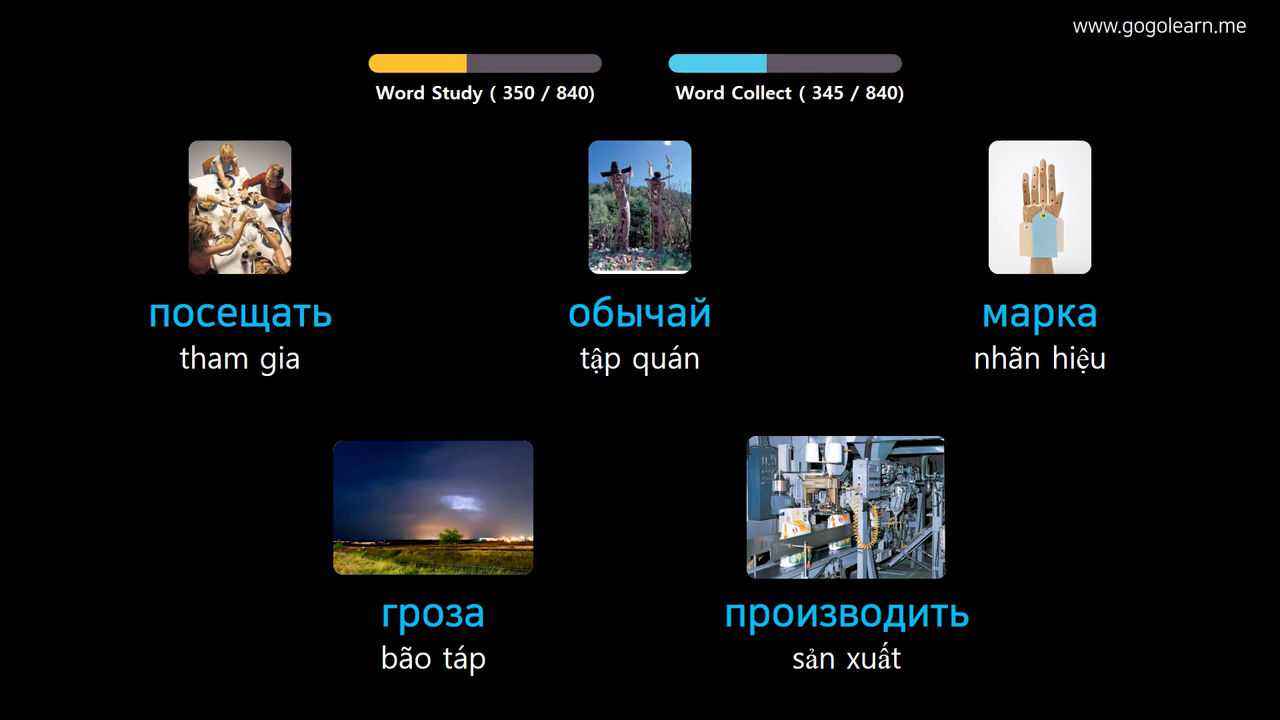 www.gogolearn.me
Word Study ( 350 / 840)
Word Collect ( 345 / 840)
посещать
tham gia
обычай
tập quán
марка
nhãn hiệu
гроза
bão táp
производить
sản xuất